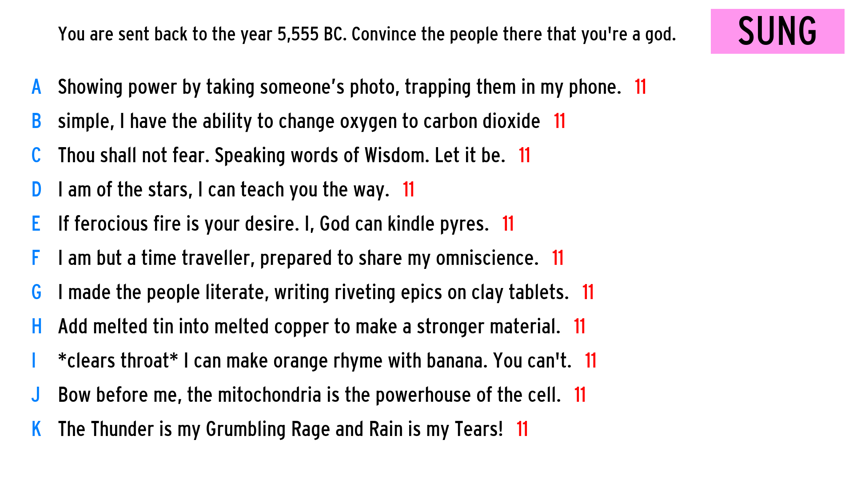 You are sent back to the year 5,555 BC. Convince the people there that you're a god.
SUNG
A Showing power by taking someone’s photo, trapping them in my phone. 11
B simple, I have the ability to change oxygen to carbon dioxide 11
C Thou shall not fear. Speaking words of Wisdom. Let it be. 11
D I am of the stars, I can teach you the way. 11
E If ferocious fire is your desire. I, God can kindle pyres. 11
F I am but a time traveller, prepared to share my omniscience. 11
G I made the people literate, writing riveting epics on clay tablets. 11
H Add melted tin into melted copper to make a stronger material. 11
I *clears throat* I can make orange rhyme with banana. You can't. 11
J Bow before me, the mitochondria is the powerhouse of the cell. 11
K The Thunder is my Grumbling Rage and Rain is my Tears! 11